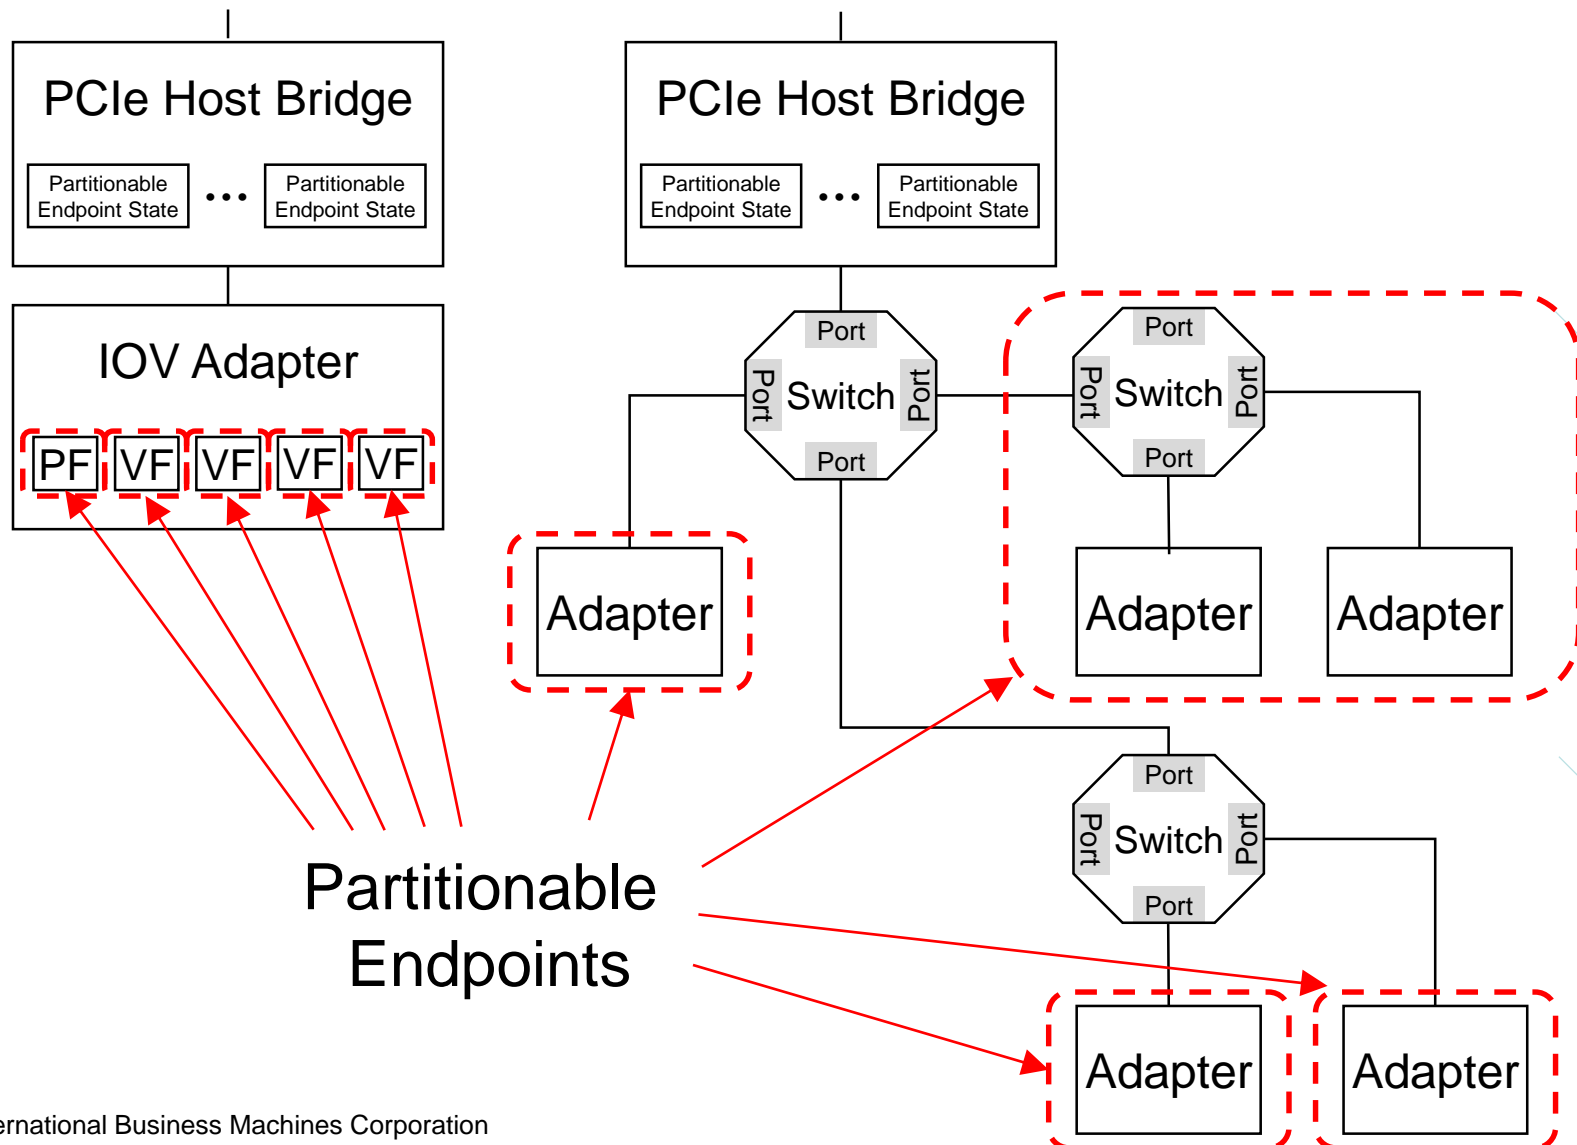 PCIe Host Bridge
Partitionable
Endpoint State
...
Partitionable
Endpoint State
IOV Adapter
PF
VF
VF
VF
VF
PCIe Host Bridge
Partitionable
Endpoint State
...
Partitionable
Endpoint State
Port
Port
Switch
Port
Port
Port
Port
Switch
Port
Port
Adapter
Adapter
Adapter
Port
Port
Switch
Port
Port
Partitionable
Endpoints
Adapter
Adapter
ernational Business Machines Corporation